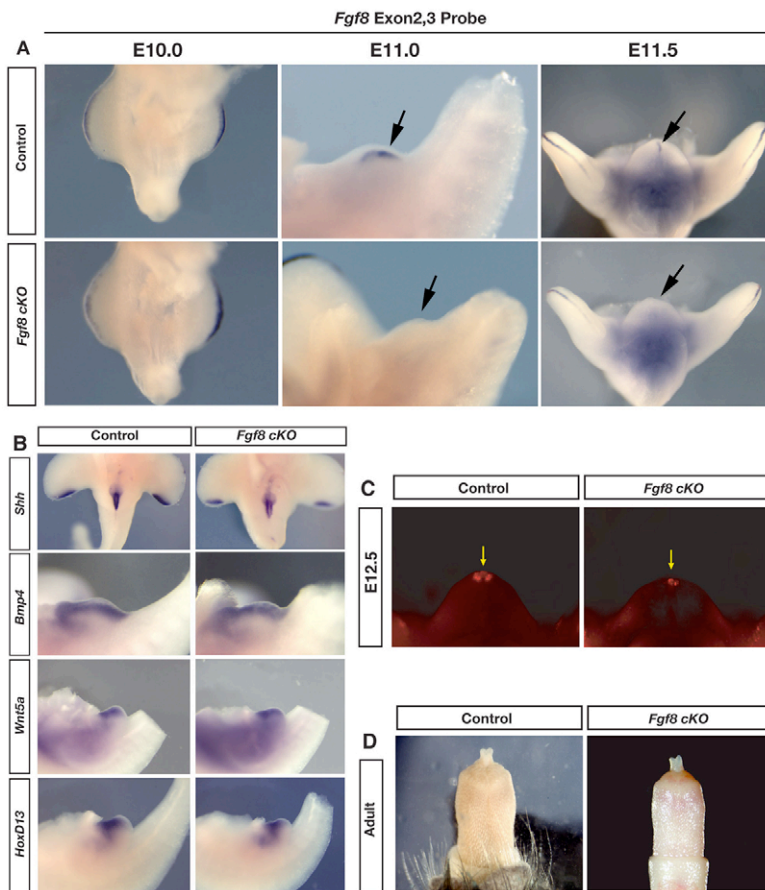 Fgf8 Exon2,3 Probe
A
E10.0
E11.0
E11.5
Control
Fgf8 cKO
B
Control
Fgf8 cKO
Shh
Bmp4
Wnt5a
HoxD13
C
Control
Fgf8 cKO
E12.5
D
Control
Fgf8 cKO
Adult